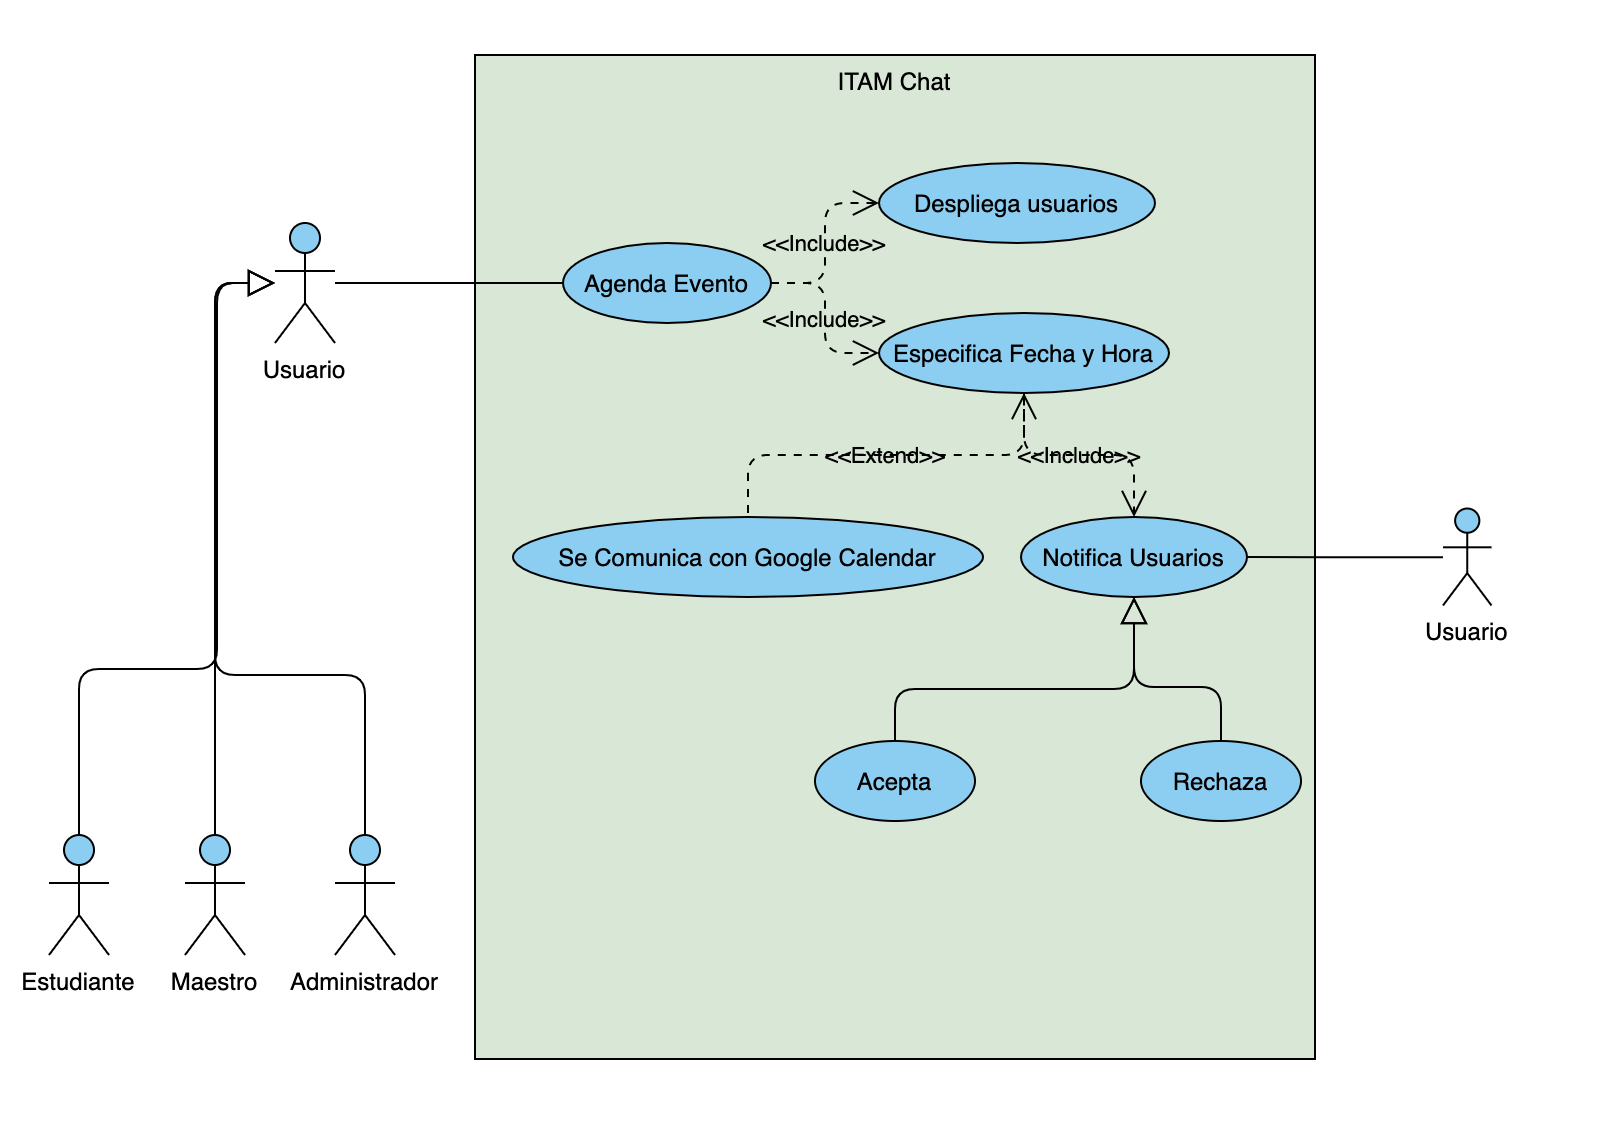 ITAM Chat
Despliega usuarios
<<Include>>
Agenda Evento
<<Include>>
Especifica Fecha y Hora
Usuario
<<Extend>>
<<Include>>
Se Comunica con Google Calendar
Notifica Usuarios
Usuario
Acepta
Rechaza
Estudiante
Maestro
Administrador